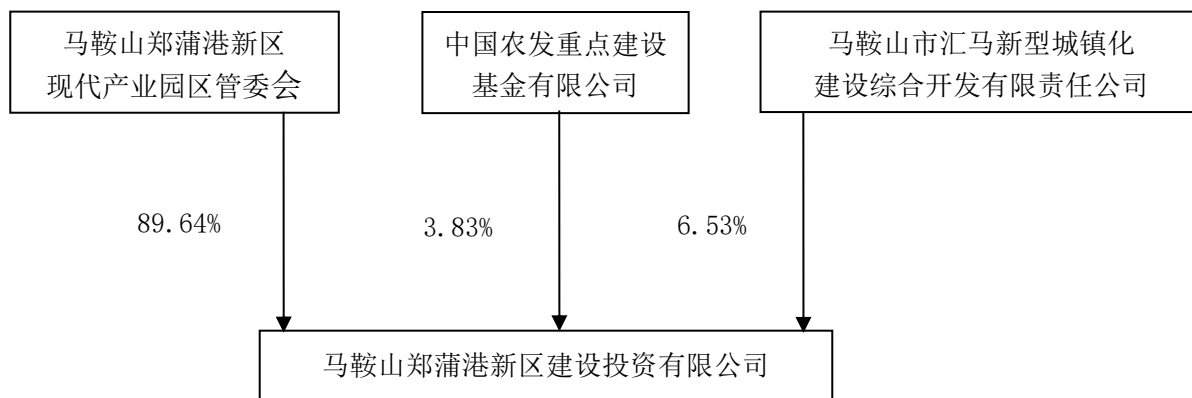 马鞍山郑蒲港新区
现代产业园区管委会
中国农发重点建设
基金有限公司
马鞍山市汇马新型城镇化
建设综合开发有限责任公司
89.64%
3.83%
6.53%
马鞍山郑蒲港新区建设投资有限公司